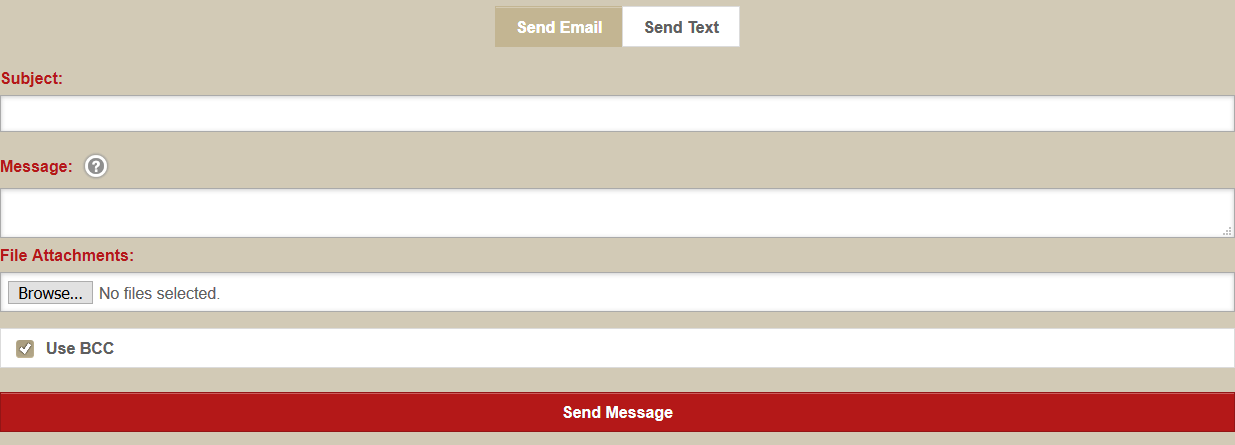 Send Email Send Text
Subject:
Message: ?
File Attachments:
Browse... No files selected.
Use BCC
Send Message